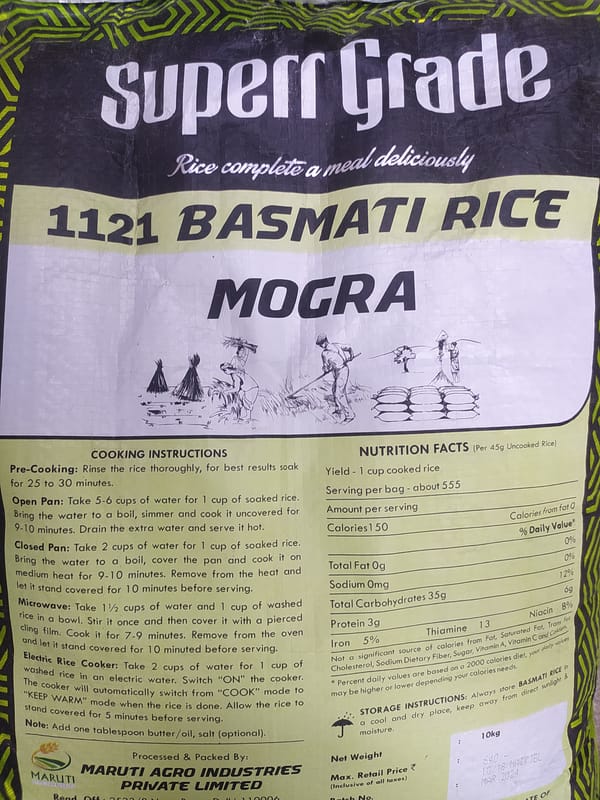 Superr Grade
Rice complete a meal deliciously
1121 BASMATI RICE
MOGRA
COOKING INSTRUCTIONS
Pre-Cooking: Rinse the rice thoroughly, for best results soak
for 25 to 30 minutes.
Open Pan: Take 5-6 cups of water for 1 cup of soaked rice.
Bring the water to a boil, simmer and cook it uncovered for
9-10 minutes. Drain the extra water and serve it hot.
Closed Pan: Take 2 cups of water for 1 cup of soaked rice.
Bring the water to a boil, cover the pan and cook it on
medium heat for 9-10 minutes. Remove from the heat and
let it stand covered for 10 minutes before serving.
Microwave: Take 1½ cups of water and 1 cup of washed
rice in a bowl. Stir it once and then cover it with a pierced
cling film. Cook it for 7-9 minutes. Remove from the oven
and let it stand covered for 10 minuted before serving.
Electric Rice Cooker: Take 2 cups of water for 1 cup of
washed rice in an electric water. Switch "ON" the cooker.
The cooker will automatically switch from "COOK" mode to
"KEEP WARM" mode when the rice is done. Allow the rice to
stand covered for 5 minutes before serving.
Note: Add one tablespoon butter/oil, salt (optional).
MARUTI
Processed & Packed By:
MARUTI AGRO INDUSTRIES
PRIVATE LIMITED
NUTRITION FACTS (Per 45g Uncooked Rice)
Yield - 1 cup cooked rice
Serving per bag - about 555
Amount per serving
Calories150 Calories from fat 0
% Daily Value*
0%
Total Fat 0g 0%
Sodium 0mg 12%
Total Carbohydrates 35g 6g
Protein 3g Niacin 8%
Iron 5% Thiamine 13
Not a significant source of calories from Fat, Saturated Fat, Trans Fat
Cholesterol, Sodium Dietary Fiber, Sugar, Vitamin A, Vitamin C and
* Percent daily values are based on a 2000 calories diet, your daily values
may be higher or lower depending your calories needs.
STORAGE INSTRUCTIONS: Always store BASMATI RICE in
a cool and dry place, keep away from direct sunlight &
moisture.
Net Weight : 10kg
Max. Retail Price ₹ :
(Inclusive of all taxes)
Batch No.
MAR 2024